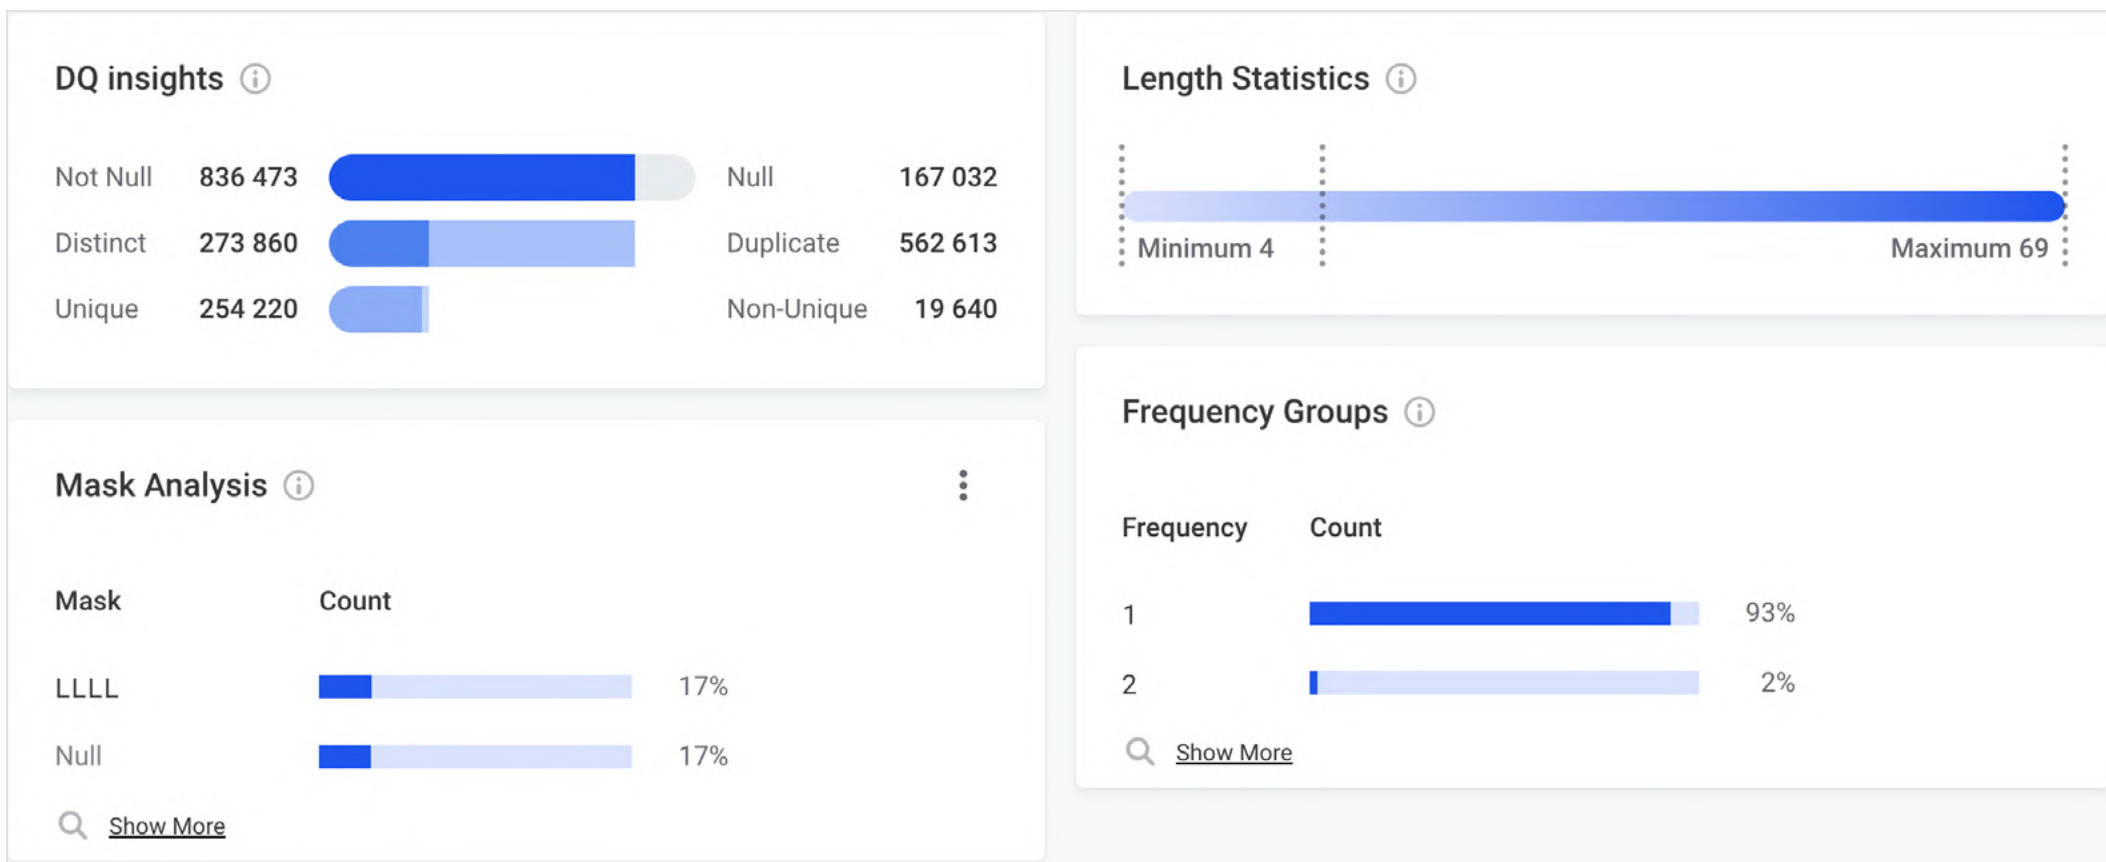 DQ insights
Not Null 836 473 Null 167 032
Distinct 273 860 Duplicate 562 613
Unique 254 220 Non-Unique 19 640
Mask Analysis
Mask Count
LLLL 17%
Null 17%
Show More
Length Statistics
Minimum 4 Maximum 69
Frequency Groups
Frequency Count
1 93%
2 2%
Show More